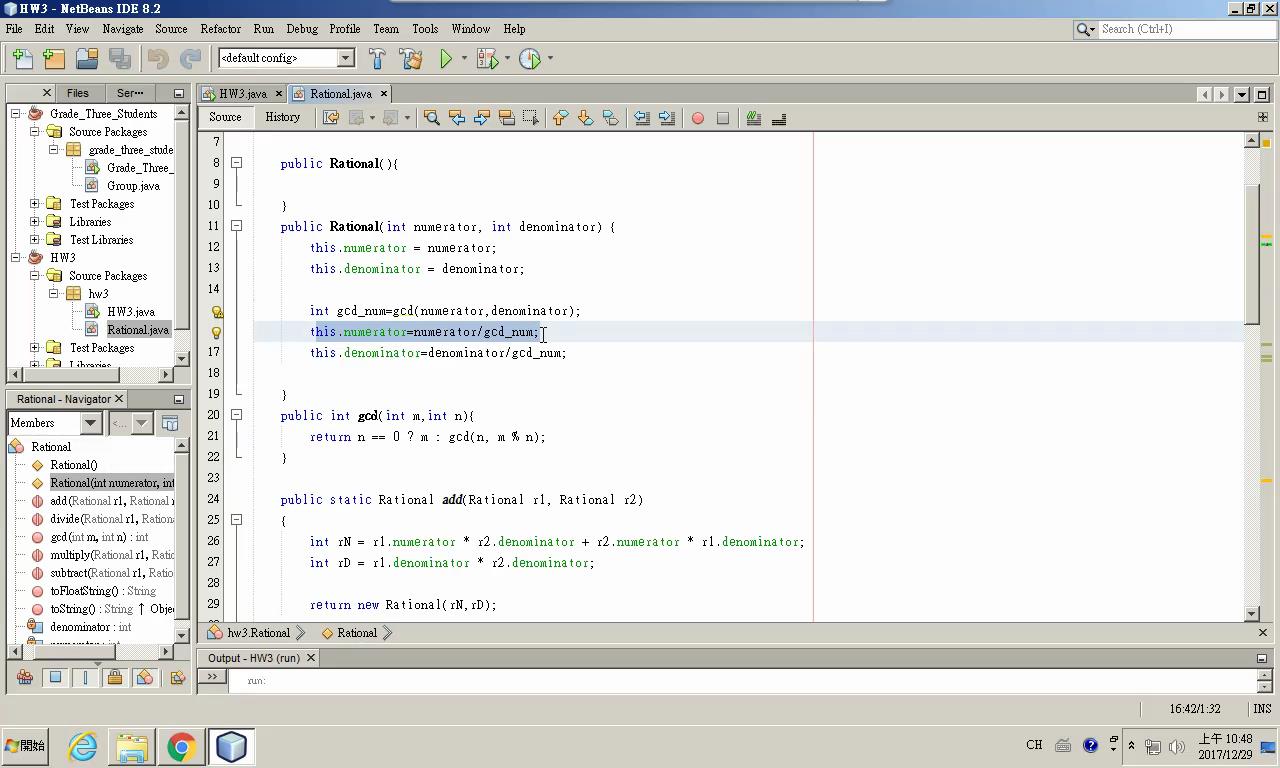 HW3 - NetBeans IDE 8.2
File Edit View Navigate Source Refactor Run Debug Profile Team Tools Window Help
Search (Ctrl+I)
<default config>
Files Ser...
HW3.java Rational.java
Source History
Grade_Three_Students
Source Packages
grade_three_stude
Grade_Three_
Group.java
Test Packages
Libraries
Test Libraries
HW3
Source Packages
hw3
HW3.java
Rational.java
Test Packages
Libraries
Rational - Navigator
Members <...
Rational
Rational()
Rational(int numerator, int
add(Rational r1, Rationa
divide(Rational r1, Rationa
gcd(int m, int n) : int
multiply(Rational r1, Ratio
subtract(Rational r1, Ratio
toFloatString() : String
toString() : String ↑ Obje
denominator : int
7
8 public Rational(){
9
10 }
11 public Rational(int numerator, int denominator) {
12 this.numerator = numerator;
13 this.denominator = denominator;
14
int gcd_num=gcd(numerator,denominator);
this.numerator=numerator/gcd_num;
17 this.denominator=denominator/gcd_num;
18
19 }
20 public int gcd(int m,int n){
21 return n == 0 ? m : gcd(n, m % n);
22 }
23
24 public static Rational add(Rational r1, Rational r2)
25 {
26 int rN = r1.numerator * r2.denominator + r2.numerator * r1.denominator;
27 int rD = r1.denominator * r2.denominator;
28
29 return new Rational(rN,rD);
hw3.Rational Rational
Output - HW3 (run)
>> run:
16:42/1:32 INS
開始
CH
上午 10:48
2017/12/29